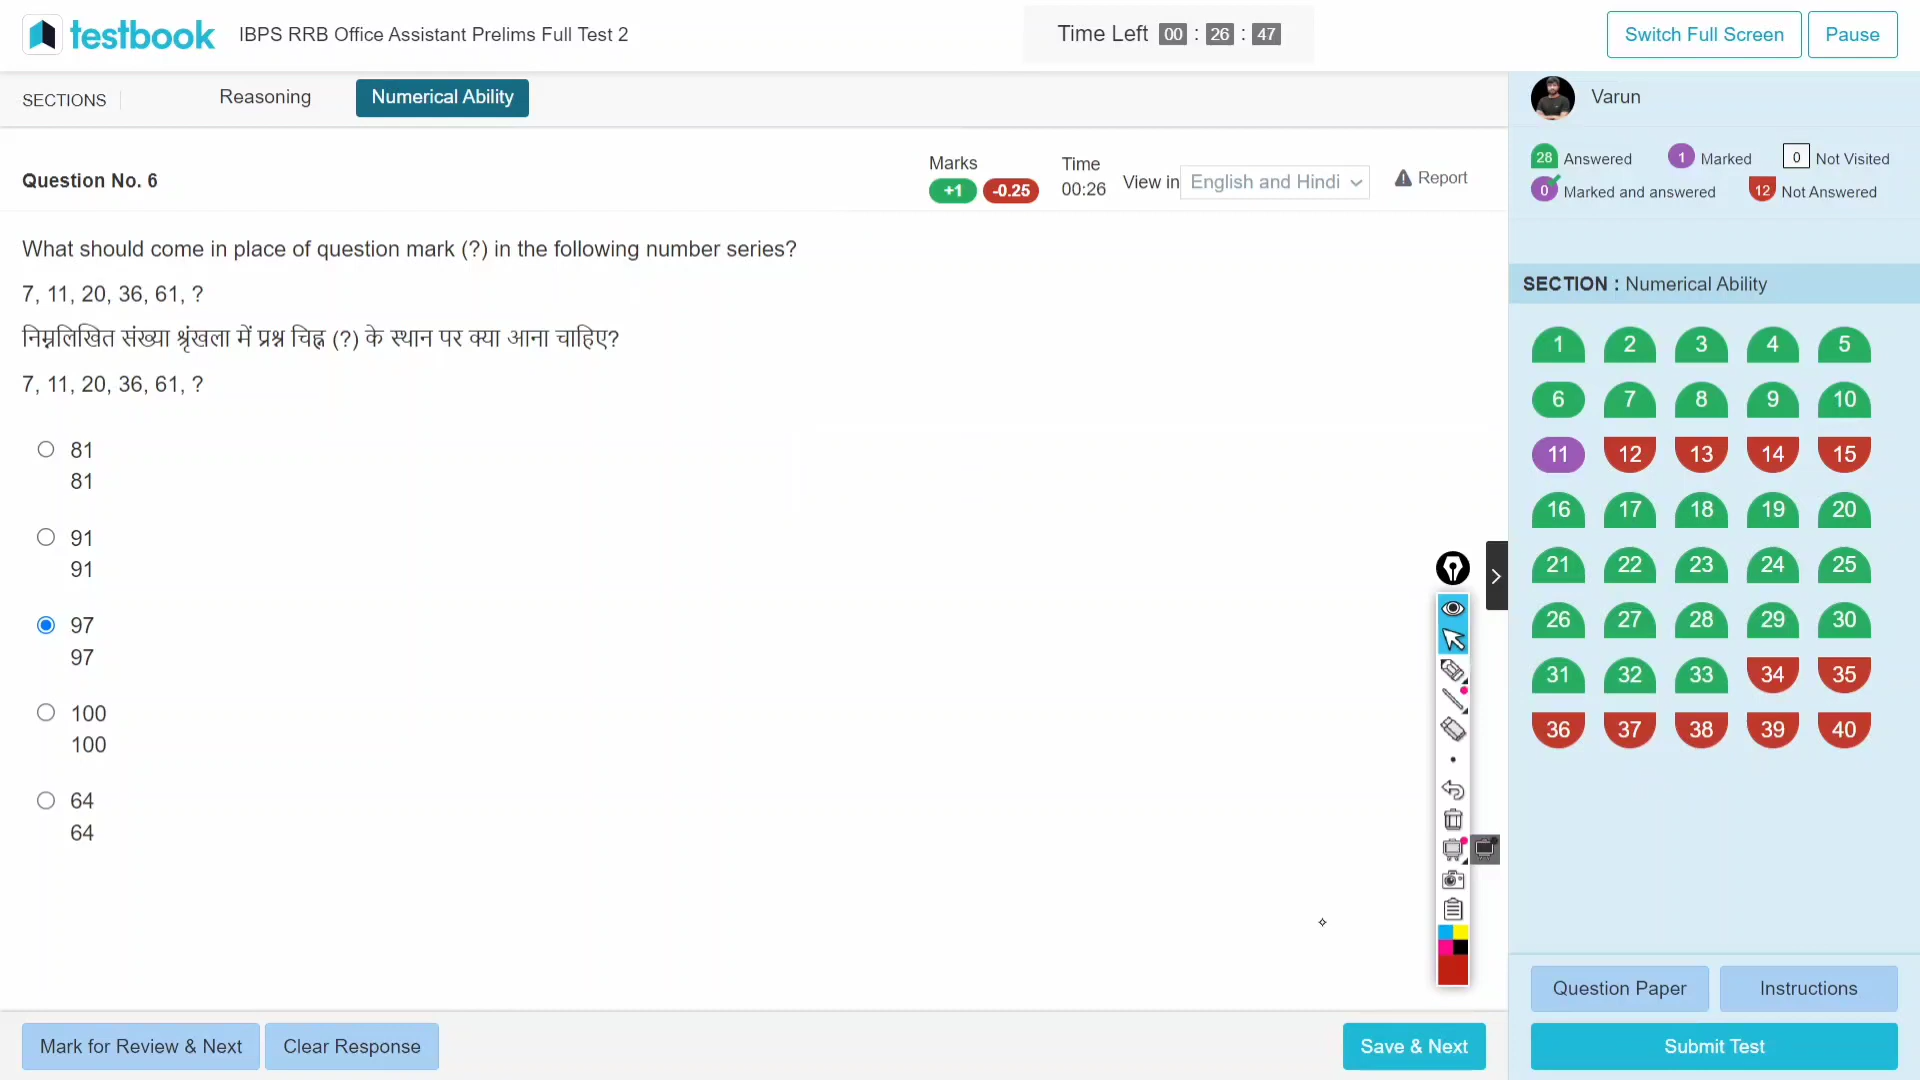 testbook
IBPS RRB Office Assistant Prelims Full Test 2
Time Left 00 : 26 : 47
Switch Full Screen
Pause
SECTIONS
Reasoning
Numerical Ability
Varun
Question No. 6
Marks
+1 -0.25
Time
00:26
View in English and Hindi
Report
28 Answered
1 Marked
0 Not Visited
0 Marked and answered
12 Not Answered
What should come in place of question mark (?) in the following number series?
7, 11, 20, 36, 61, ?
निम्नलिखित संख्या श्रृंखला में प्रश्न चिह्न (?) के स्थान पर क्या आना चाहिए?
7, 11, 20, 36, 61, ?
81
81
91
91
97
97
100
100
64
64
SECTION : Numerical Ability
1 2 3 4 5
6 7 8 9 10
11 12 13 14 15
16 17 18 19 20
21 22 23 24 25
26 27 28 29 30
31 32 33 34 35
36 37 38 39 40
Question Paper
Instructions
Mark for Review & Next
Clear Response
Save & Next
Submit Test